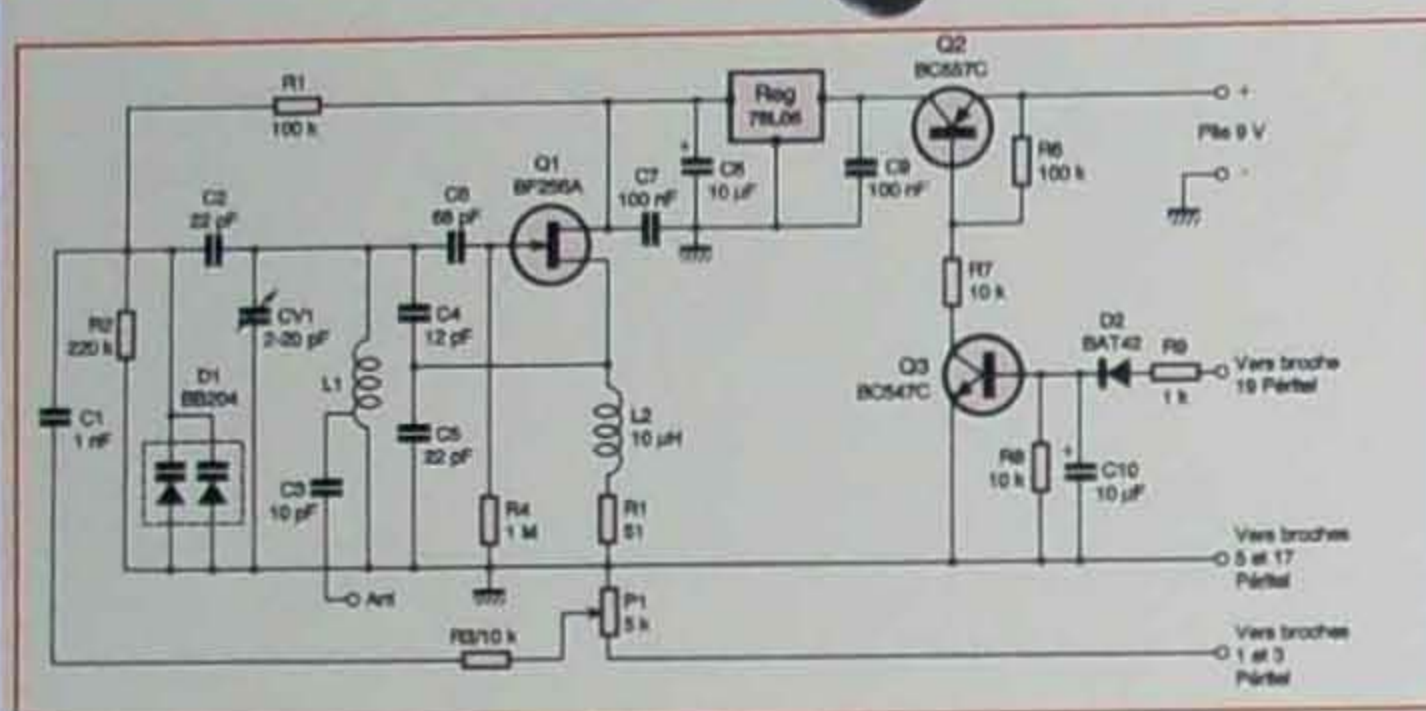 R1
100 k
Q2
BC557C
Reg
78L06
+
Pile 9 V
-
R6
100 k
C9
100 nF
C6
10 µF
+
C7
100 nF
Q1
BF256A
C2
22 pF
C8
68 pF
R7
10 k
R2
220 k
CV1
2-20 pF
C4
12 pF
L1
D1
BB204
C1
1 nF
C5
22 pF
C3
10 pF
L2
10 µH
R4
1 M
R1
51
Q3
BC547C
D2
BAT42
R9
1 k
Vers broche
19 Péritel
R8
10 k
+
C10
10 µF
Vers broches
5 et 17
Péritel
Ant
P1
5 k
R3/10 k
Vers broches
1 et 3
Péritel